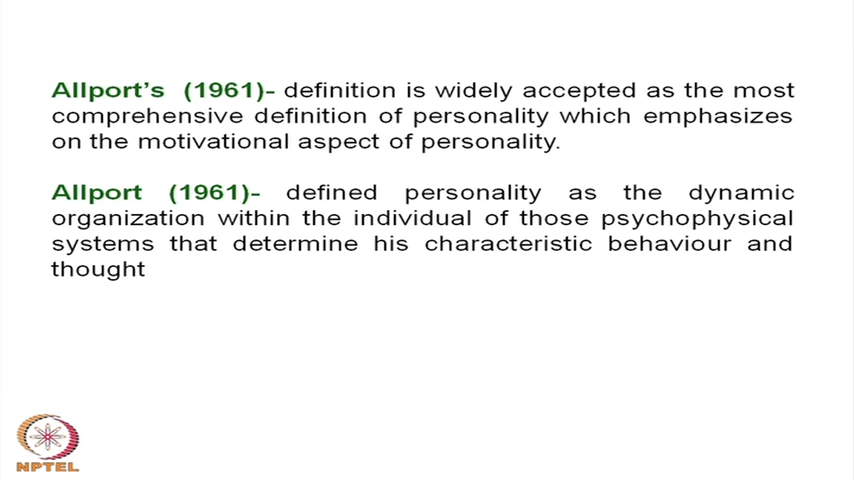 Allport's (1961)- definition is widely accepted as the most
comprehensive definition of personality which emphasizes
on the motivational aspect of personality.
Allport (1961)- defined personality as the dynamic
organization within the individual of those psychophysical
systems that determine his characteristic behaviour and
thought
NPTEL